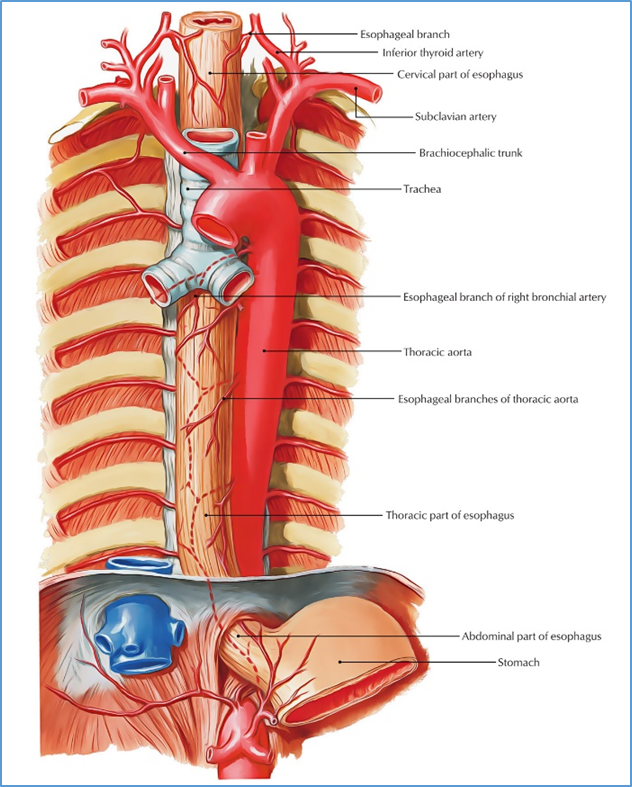 Esophageal branch
Inferior thyroid artery
Cervical part of esophagus
Subclavian artery
Brachiocephalic trunk
Trachea
Esophageal branch of right bronchial artery
Thoracic aorta
Esophageal branches of thoracic aorta
Thoracic part of esophagus
Abdominal part of esophagus
Stomach